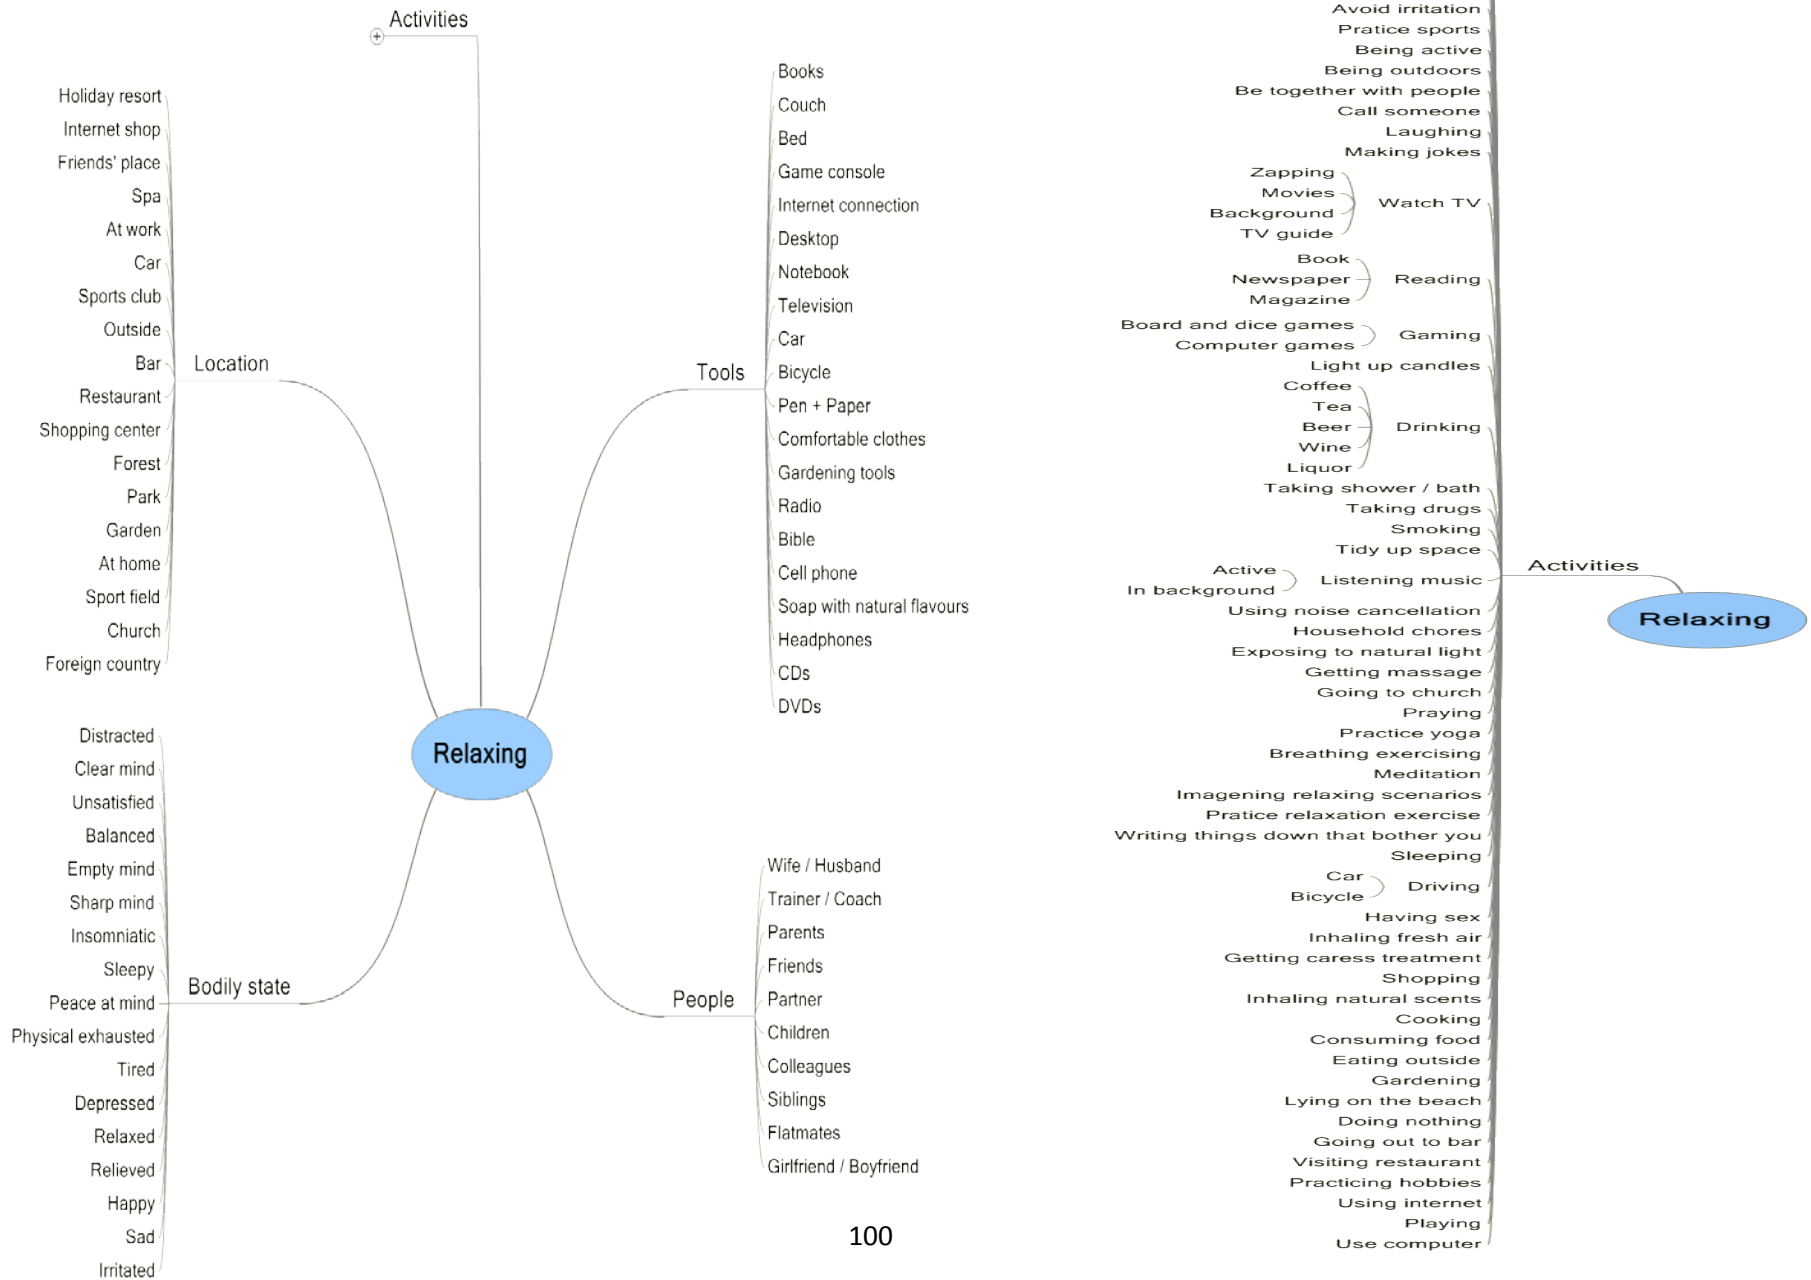 Activities
Holiday resort
Internet shop
Friends' place
Spa
At work
Car
Sports club
Outside
Bar
Restaurant
Shopping center
Forest
Park
Garden
At home
Sport field
Church
Foreign country
Location
Books
Couch
Bed
Game console
Internet connection
Desktop
Notebook
Television
Car
Bicycle
Pen + Paper
Comfortable clothes
Gardening tools
Radio
Bible
Cell phone
Soap with natural flavours
Headphones
CDs
DVDs
Tools
Relaxing
Distracted
Clear mind
Unsatisfied
Balanced
Empty mind
Sharp mind
Insomniatic
Sleepy
Peace at mind
Physical exhausted
Tired
Depressed
Relaxed
Relieved
Happy
Sad
Irritated
Bodily state
Wife / Husband
Trainer / Coach
Parents
Friends
Partner
Children
Colleagues
Siblings
Flatmates
Girlfriend / Boyfriend
People
100
Avoid irritation
Pratice sports
Being active
Being outdoors
Be together with people
Call someone
Laughing
Making jokes
Zapping
Movies
Background
TV guide
Watch TV
Book
Newspaper
Magazine
Reading
Board and dice games
Computer games
Gaming
Light up candles
Coffee
Tea
Beer
Wine
Liquor
Drinking
Taking shower / bath
Taking drugs
Smoking
Tidy up space
Active
In background
Listening music
Using noise cancellation
Household chores
Exposing to natural light
Getting massage
Going to church
Praying
Practice yoga
Breathing exercising
Meditation
Imagening relaxing scenarios
Pratice relaxation exercise
Writing things down that bother you
Sleeping
Car
Bicycle
Driving
Having sex
Inhaling fresh air
Getting caress treatment
Shopping
Inhaling natural scents
Cooking
Consuming food
Eating outside
Gardening
Lying on the beach
Doing nothing
Going out to bar
Visiting restaurant
Practicing hobbies
Using internet
Playing
Use computer
Activities
Relaxing